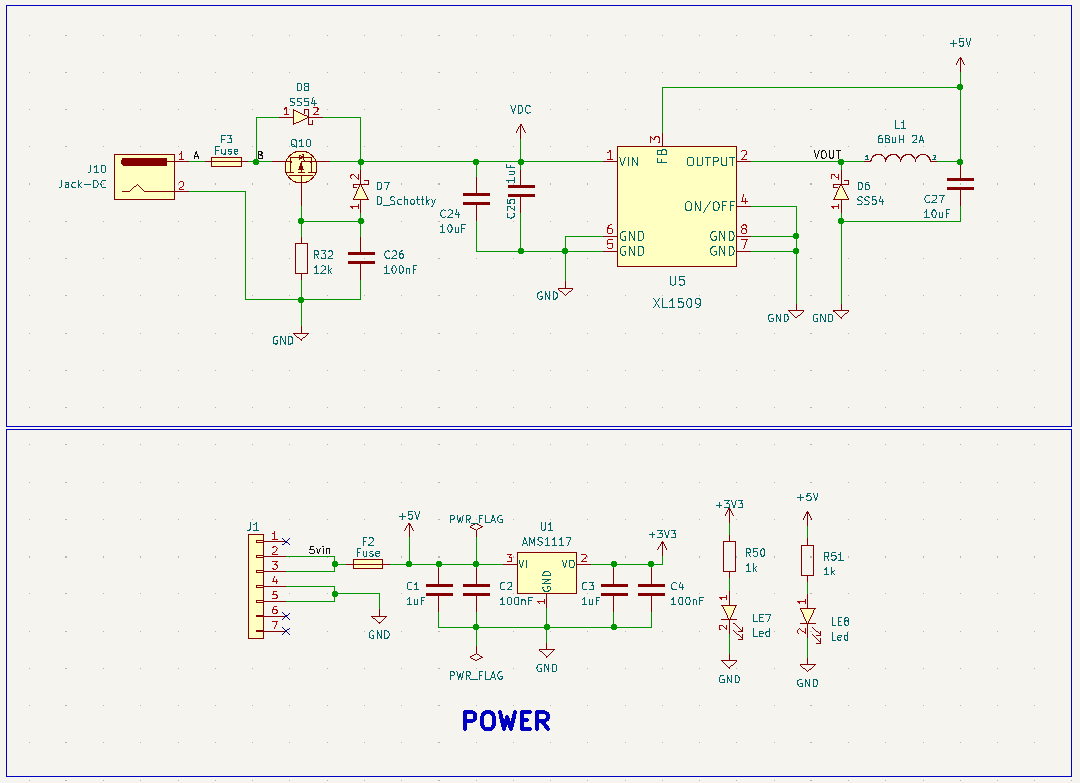 +5V
D8
SS54
1 2
VDC
L1
68uH 2A
F3
Fuse
Q10
J10
Jack-DC
1 A
B
2
1 VIN
3
FB
OUTPUT 2
VOUT
1 2
2
1
D7
D_Schottky
C24
10uF
C25
1uF
ON/OFF 4
2
1
D6
SS54
C27
10uF
6 GND
5 GND
GND 8
GND 7
R32
12k
C26
100nF
U5
XL1509
GND
GND
GND
GND
+5V
+3V3
+5V
PWR_FLAG
J1
U1
AMS1117
+3V3
F2
Fuse
5vin
1
2
3
4
5
6
7
3 VI
VO 2
GND
1
R50
1k
R51
1k
C1
1uF
C2
100nF
C3
1uF
C4
100nF
1
2
LE7
Led
1
2
LE8
Led
GND
GND
PWR_FLAG
GND
GND
POWER